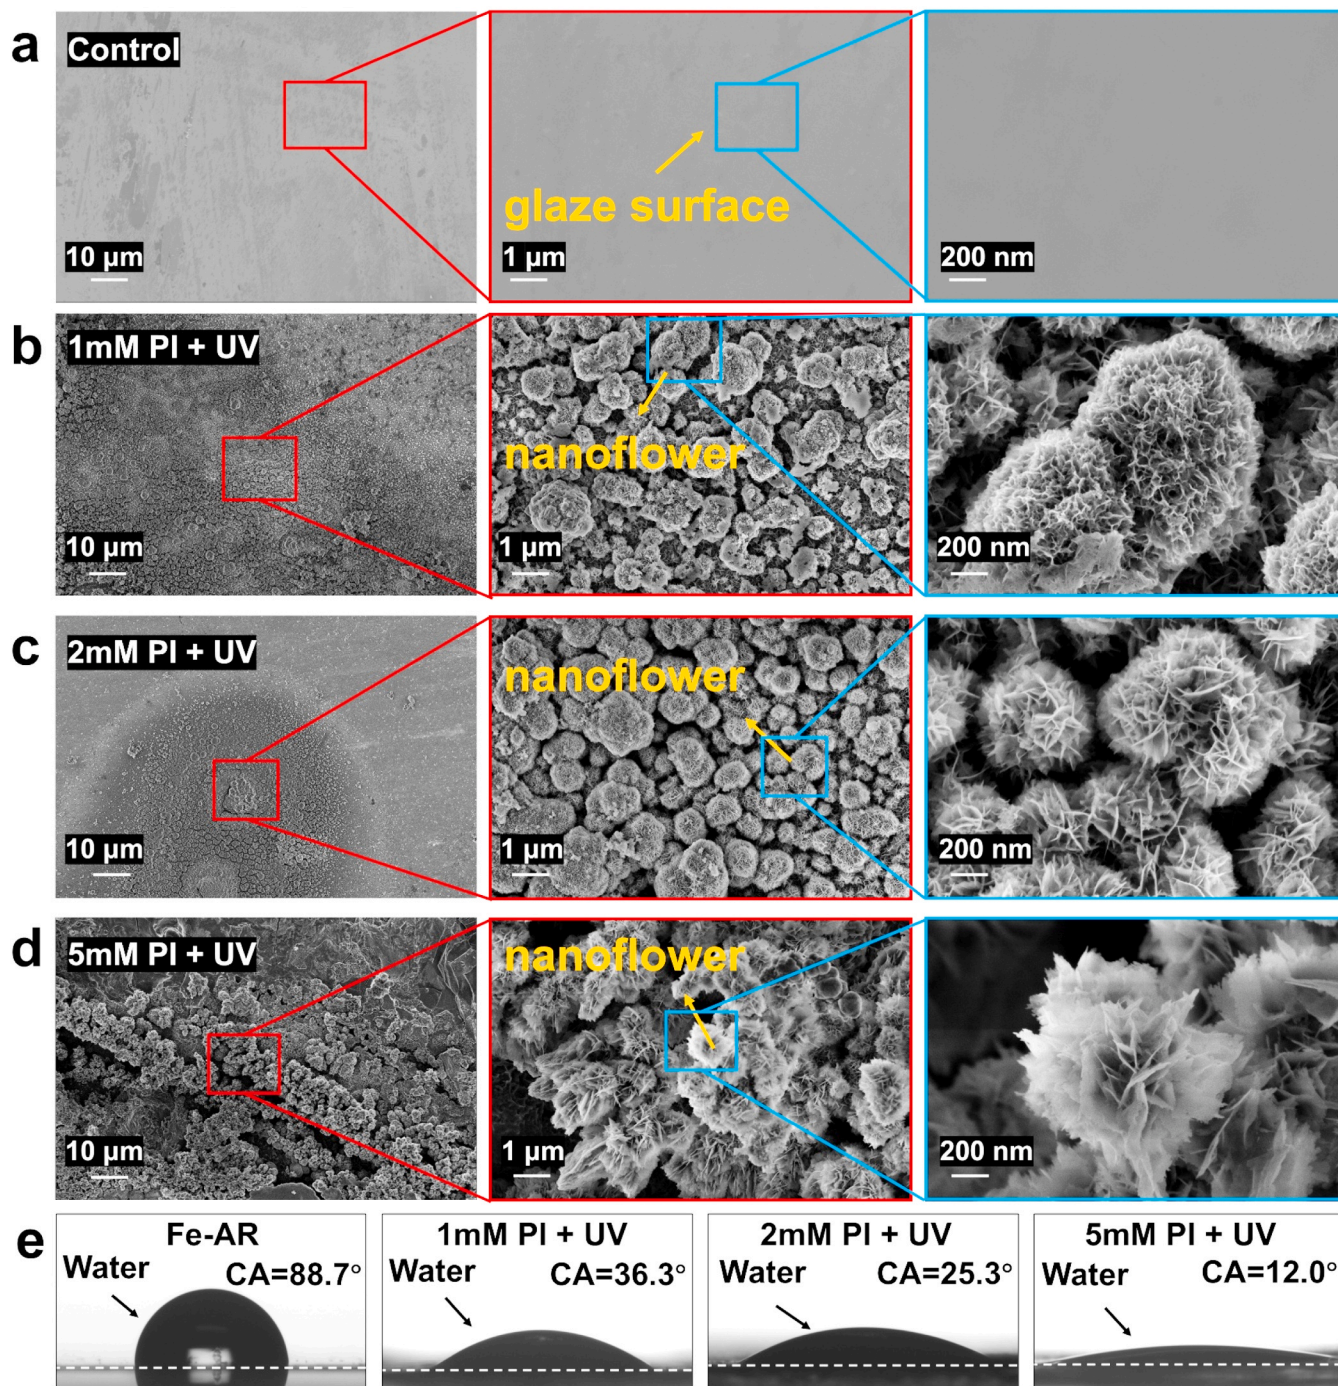 a
Control
10 μm
glaze surface
1 μm
200 nm
b
1mM PI + UV
10 μm
nanoflower
1 μm
200 nm
c
2mM PI + UV
10 μm
nanoflower
1 μm
200 nm
d
5mM PI + UV
10 μm
nanoflower
1 μm
200 nm
e
Fe-AR
Water
CA=88.7°
1mM PI + UV
Water
CA=36.3°
2mM PI + UV
Water
CA=25.3°
5mM PI + UV
Water
CA=12.0°